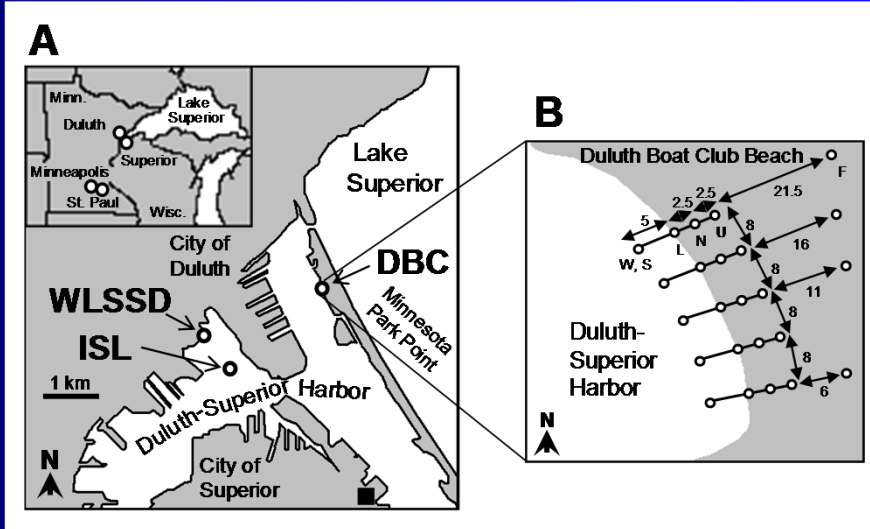 A
Minn.
Lake
Superior
Duluth
Superior
Minneapolis
St. Paul
Wisc.
Lake
Superior
City of
Duluth
DBC
WLSSD
ISL
Minnesota
Park Point
1 km
Duluth-Superior Harbor
N
City of
Superior
B
Duluth Boat Club Beach
F
2.5
2.5
21.5
5
U
N
L
W, S
8
16
8
11
8
8
6
Duluth-
Superior
Harbor
N